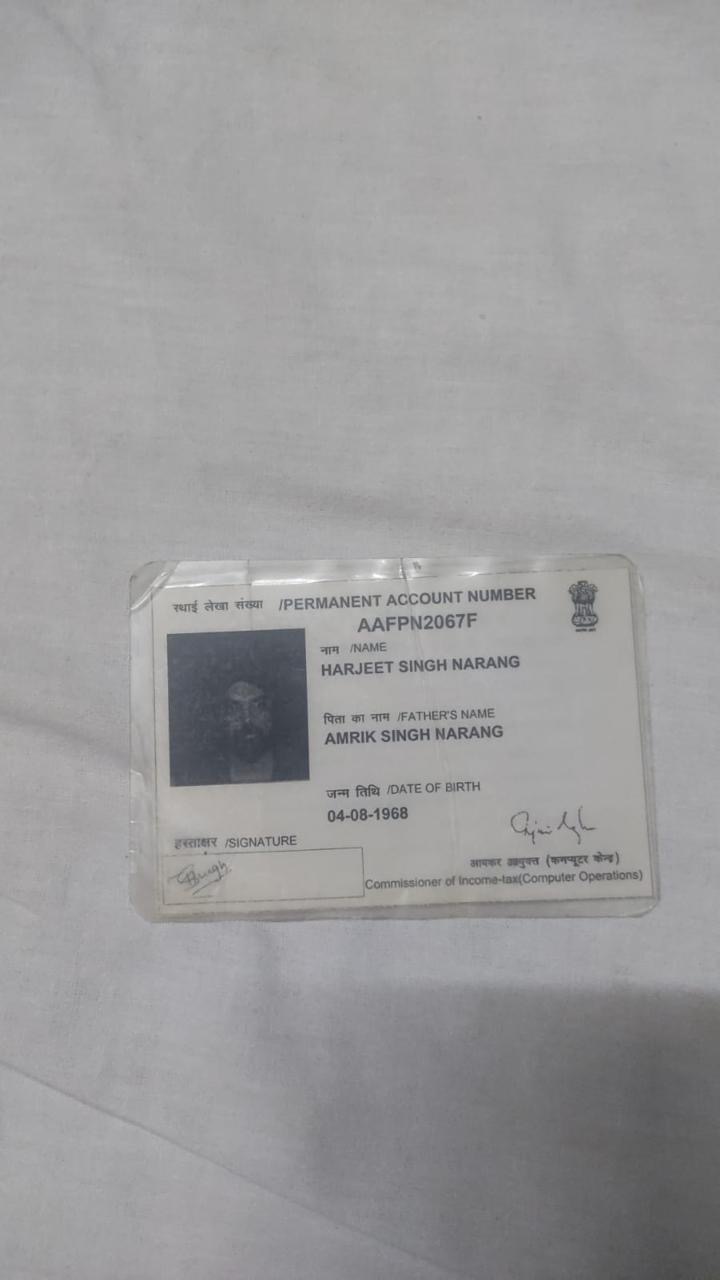 स्थाई लेखा संख्या /PERMANENT ACCOUNT NUMBER
AAFPN2067F
नाम /NAME
HARJEET SINGH NARANG
पिता का नाम /FATHER'S NAME
AMRIK SINGH NARANG
जन्म तिथि /DATE OF BIRTH
04-08-1968
हस्ताक्षर /SIGNATURE
आयकर आयुक्त (कम्प्यूटर केन्द्र)
Commissioner of Income-tax(Computer Operations)